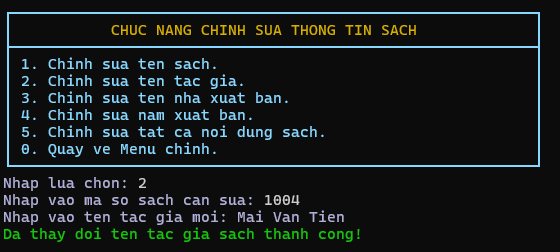 CHUC NANG CHINH SUA THONG TIN SACH
1. Chinh sua ten sach.
2. Chinh sua ten tac gia.
3. Chinh sua ten nha xuat ban.
4. Chinh sua nam xuat ban.
5. Chinh sua tat ca noi dung sach.
0. Quay ve Menu chinh.
Nhap lua chon: 2
Nhap vao ma so sach can sua: 1004
Nhap vao ten tac gia moi: Mai Van Tien
Da thay doi ten tac gia sach thanh cong!